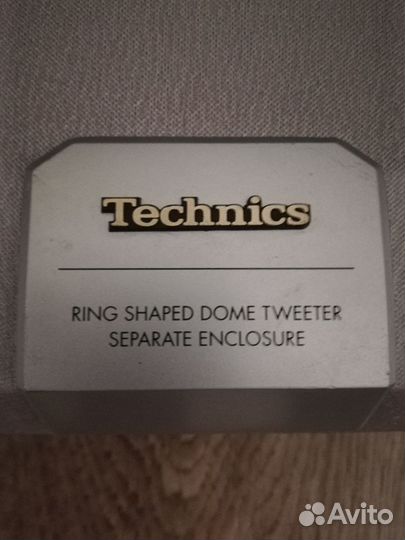 Technics
RING SHAPED DOME TWEETER
SEPARATE ENCLOSURE
Avito